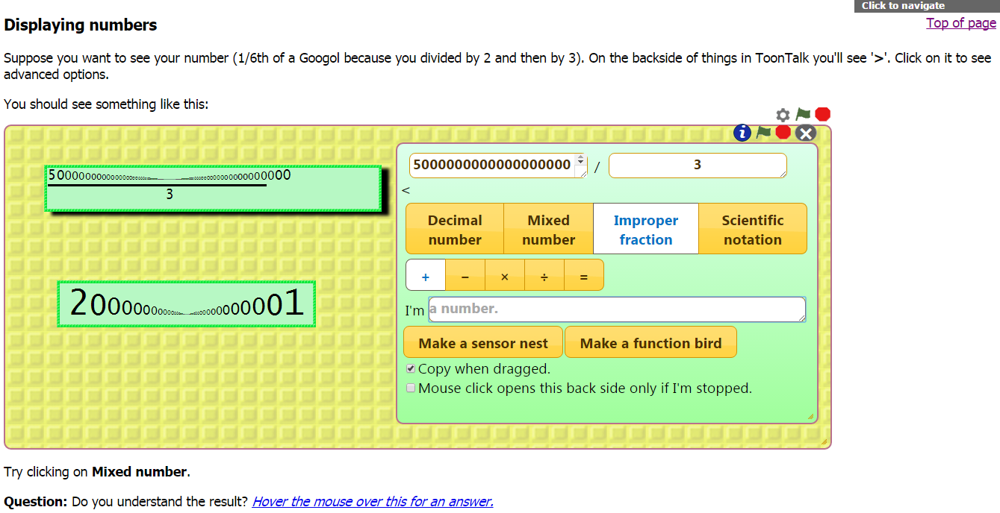 Click to navigate
Displaying numbers
Top of page
Suppose you want to see your number (1/6th of a Googol because you divided by 2 and then by 3). On the backside of things in ToonTalk you'll see '>'. Click on it to see
advanced options.
You should see something like this:
5000000000000000000 / 3
<
Decimal number
Mixed number
Improper fraction
Scientific notation
+ − × ÷ =
3
I'm a number.
Make a sensor nest
Make a function bird
Copy when dragged.
Mouse click opens this back side only if I'm stopped.
Try clicking on Mixed number.
Question: Do you understand the result? Hover the mouse over this for an answer.